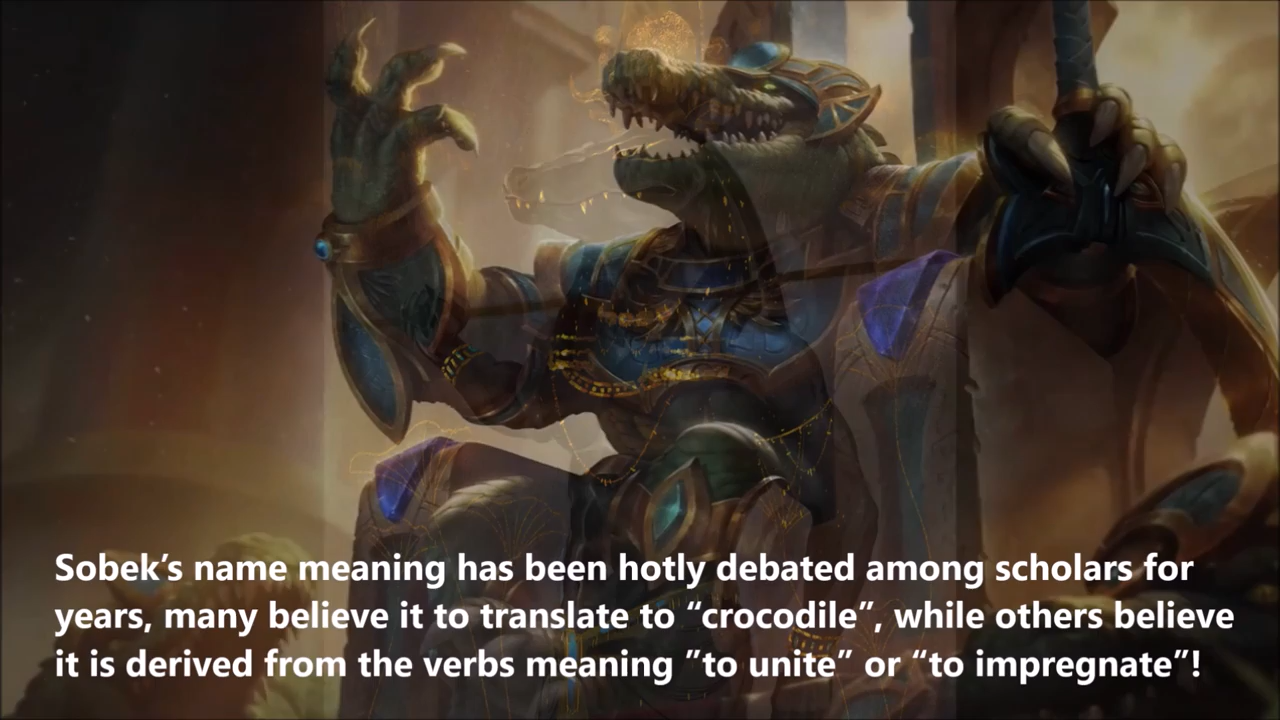 Sobek’s name meaning has been hotly debated among scholars for
years, many believe it to translate to “crocodile”, while others believe
it is derived from the verbs meaning ”to unite” or “to impregnate”!